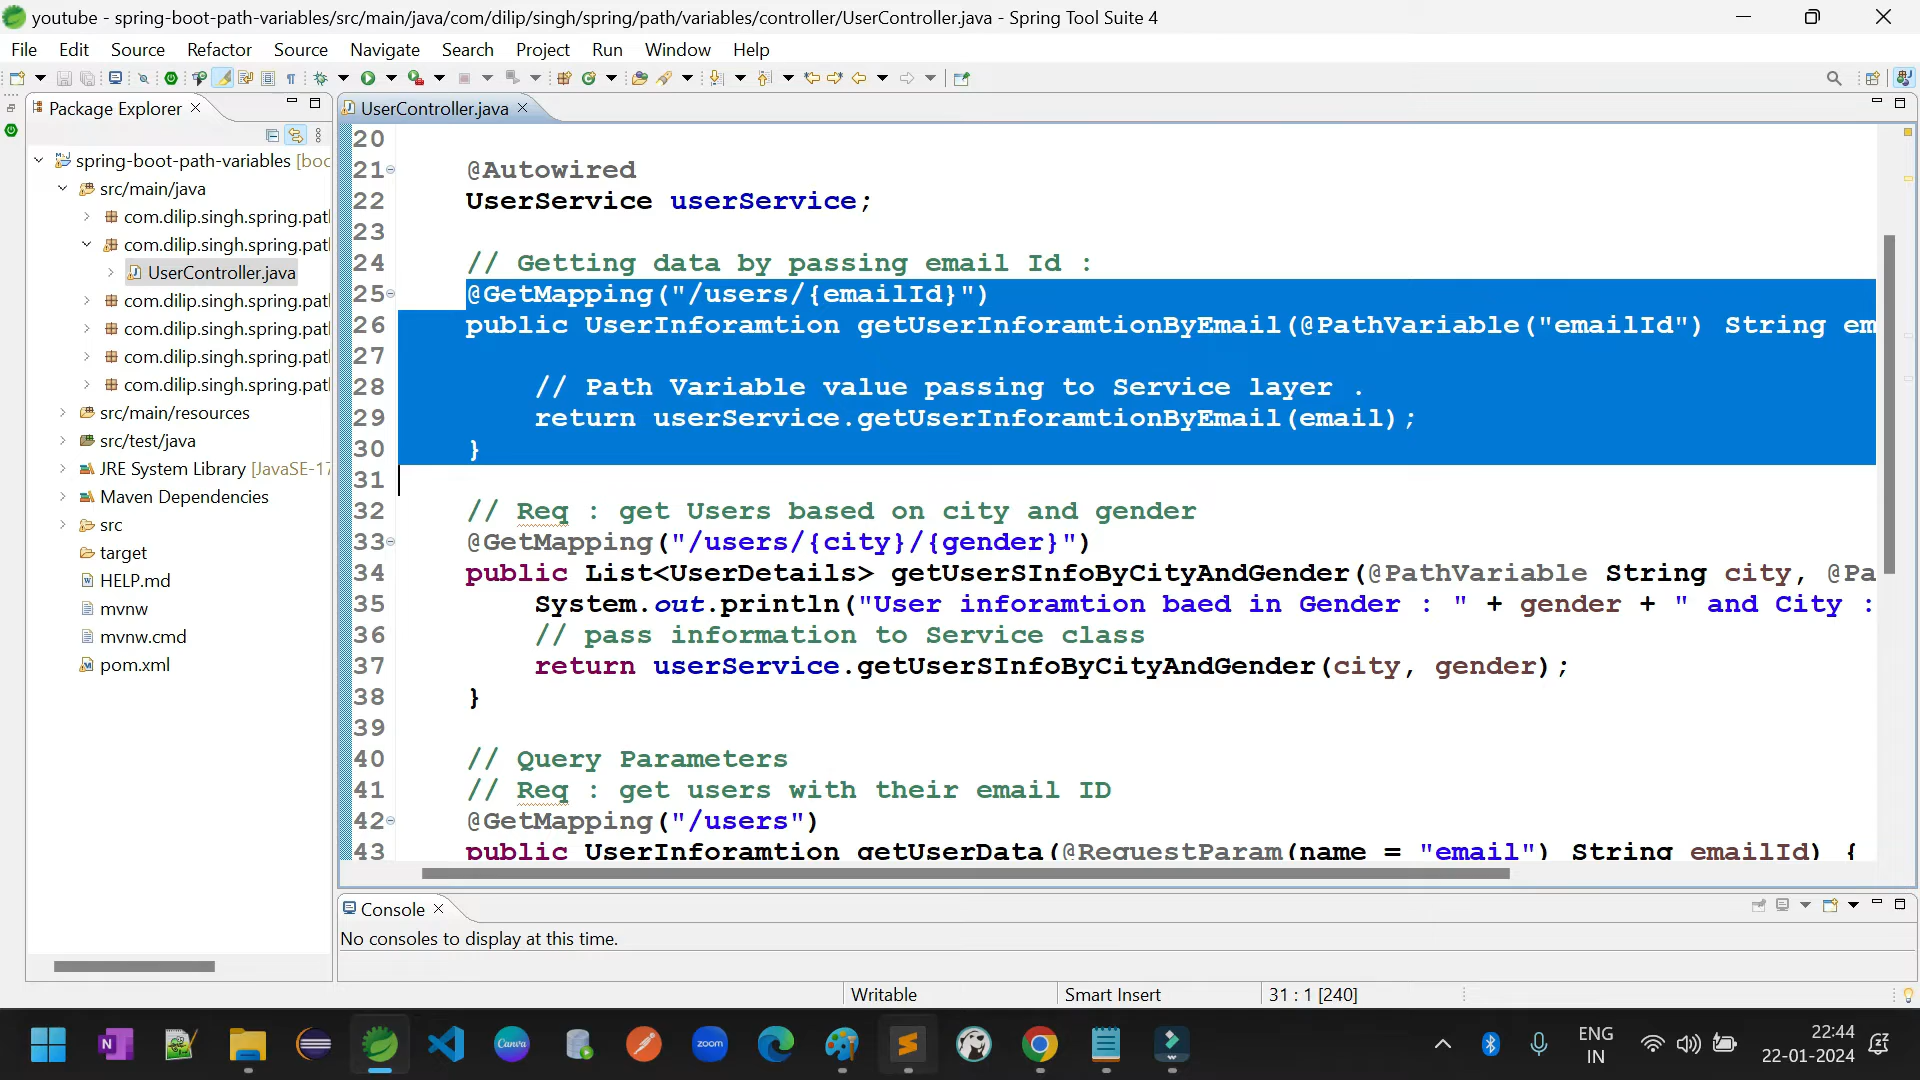 youtube - spring-boot-path-variables/src/main/java/com/dilip/singh/spring/path/variables/controller/UserController.java - Spring Tool Suite 4
File Edit Source Refactor Source Navigate Search Project Run Window Help
Package Explorer
UserController.java
spring-boot-path-variables [boo
src/main/java
com.dilip.singh.spring.pat
com.dilip.singh.spring.pat
UserController.java
com.dilip.singh.spring.pat
com.dilip.singh.spring.pat
com.dilip.singh.spring.pat
com.dilip.singh.spring.pat
src/main/resources
src/test/java
JRE System Library [JavaSE-17
Maven Dependencies
src
target
HELP.md
mvnw
mvnw.cmd
pom.xml
20
21 @Autowired
22 UserService userService;
23
24 // Getting data by passing email Id :
25 @GetMapping("/users/{emailId}")
26 public UserInforamtion getUserInforamtionByEmail(@PathVariable("emailId") String em
27
28 // Path Variable value passing to Service layer .
29 return userService.getUserInforamtionByEmail(email);
30 }
31
32 // Req : get Users based on city and gender
33 @GetMapping("/users/{city}/{gender}")
34 public List<UserDetails> getUserSInfoByCityAndGender(@PathVariable String city, @Pa
35 System.out.println("User inforamtion baed in Gender : " + gender + " and City :
36 // pass information to Service class
37 return userService.getUserSInfoByCityAndGender(city, gender);
38 }
39
40 // Query Parameters
41 // Req : get users with their email ID
42 @GetMapping("/users")
43 public UserInforamtion getUserData(@RequestParam(name = "email") String emailId) {
Console
No consoles to display at this time.
Writable Smart Insert 31 : 1 [240]
N
Canva
zoom
ENG
IN
22:44
22-01-2024